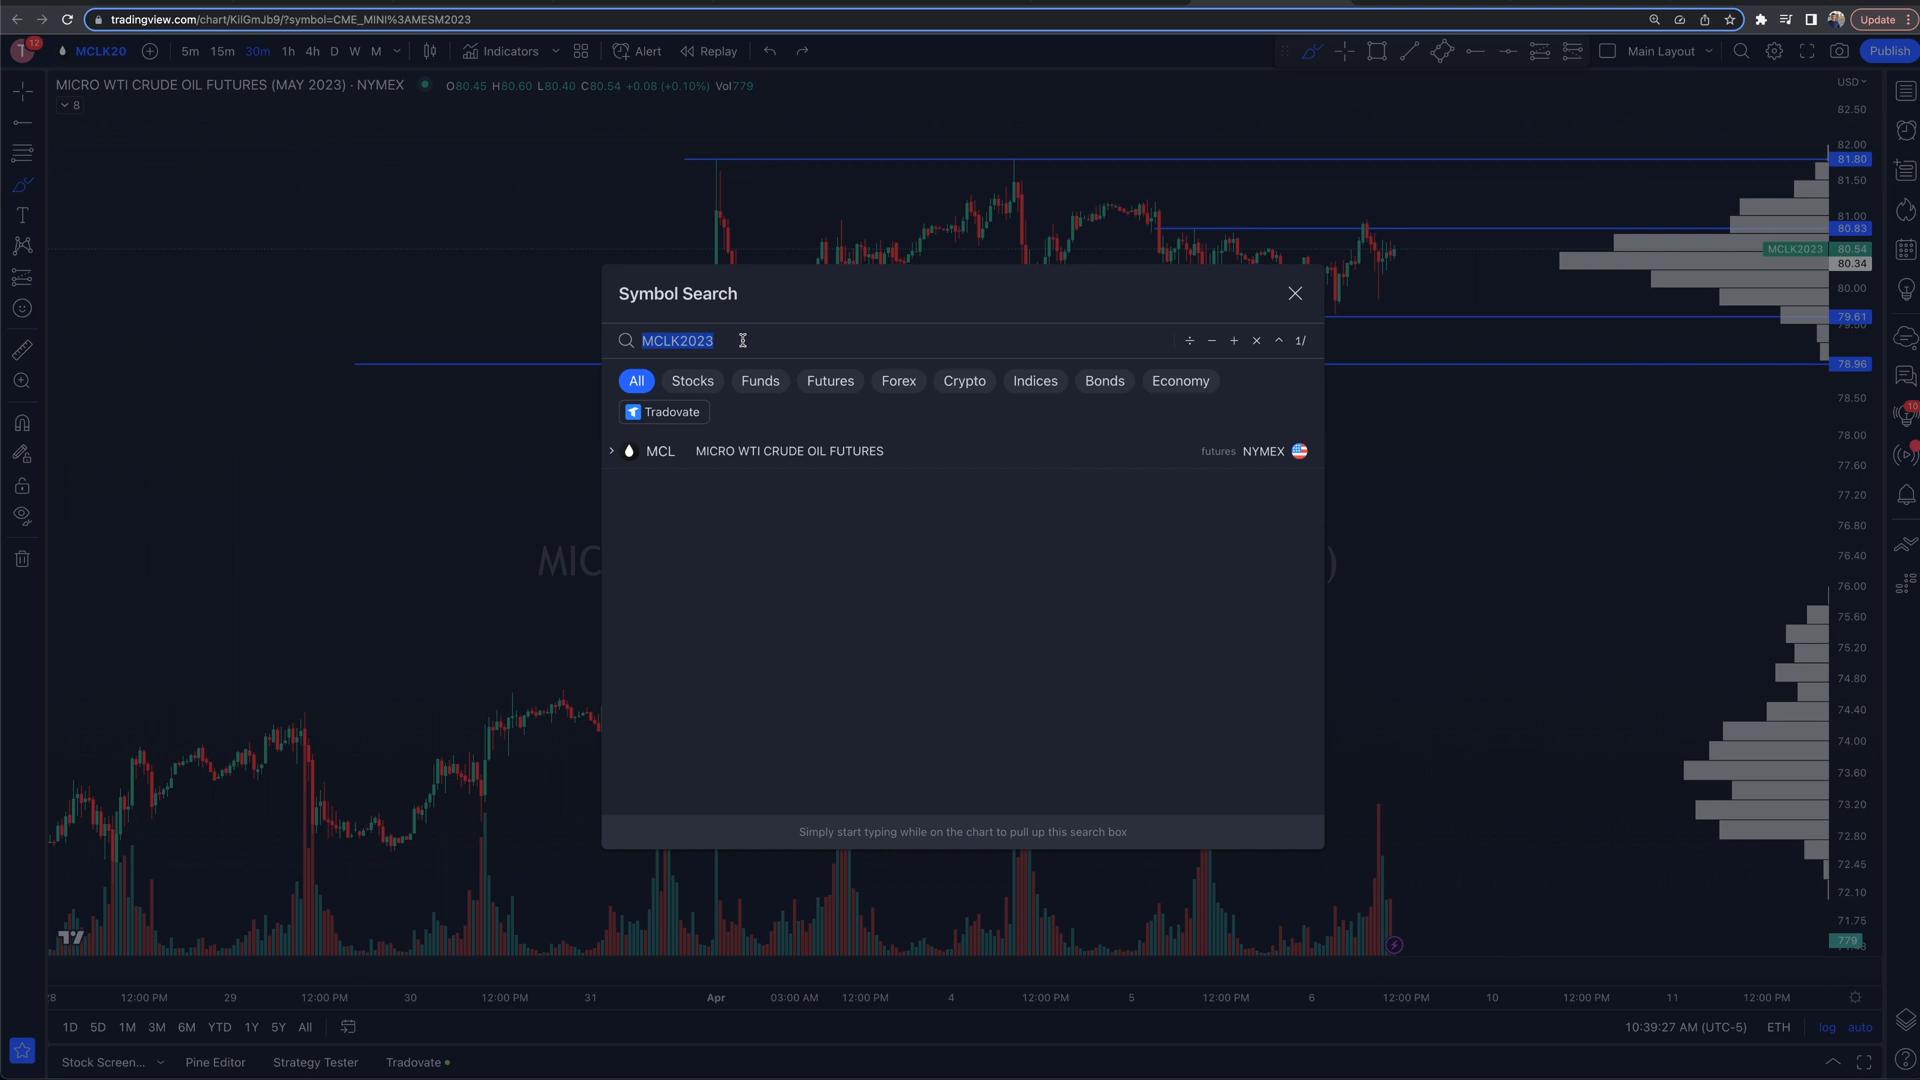 tradingview.com/chart/KilGmJb9/?symbol=CME_MINI%3AMESM2023
Update
12
MCLK20
5m 15m 30m 1h 4h D W M
Indicators
Alert
Replay
Main Layout
Publish
MICRO WTI CRUDE OIL FUTURES (MAY 2023) · NYMEX
O80.45 H80.60 L80.40 C80.54 +0.08 (+0.10%) Vol779
8
USD
82.50
82.00
81.80
81.50
81.00
80.83
MCLK2023 80.54
80.34
80.00
79.61
79.50
78.96
78.50
78.00
77.60
77.20
76.80
76.40
76.00
75.60
75.20
74.80
74.40
74.00
73.60
73.20
72.80
72.45
72.10
71.75
779
Symbol Search
MCLK2023
÷ − + × ^ 1/
All Stocks Funds Futures Forex Crypto Indices Bonds Economy
Tradovate
MCL MICRO WTI CRUDE OIL FUTURES futures NYMEX
MIC
)
Simply start typing while on the chart to pull up this search box
10
12:00 PM 29 12:00 PM 30 12:00 PM 31 Apr 03:00 AM 12:00 PM 4 12:00 PM 5 12:00 PM 6 12:00 PM 10 12:00 PM 11 12:00 PM
1D 5D 1M 3M 6M YTD 1Y 5Y All
10:39:27 AM (UTC-5) ETH log auto
Stock Screen... Pine Editor Strategy Tester Tradovate